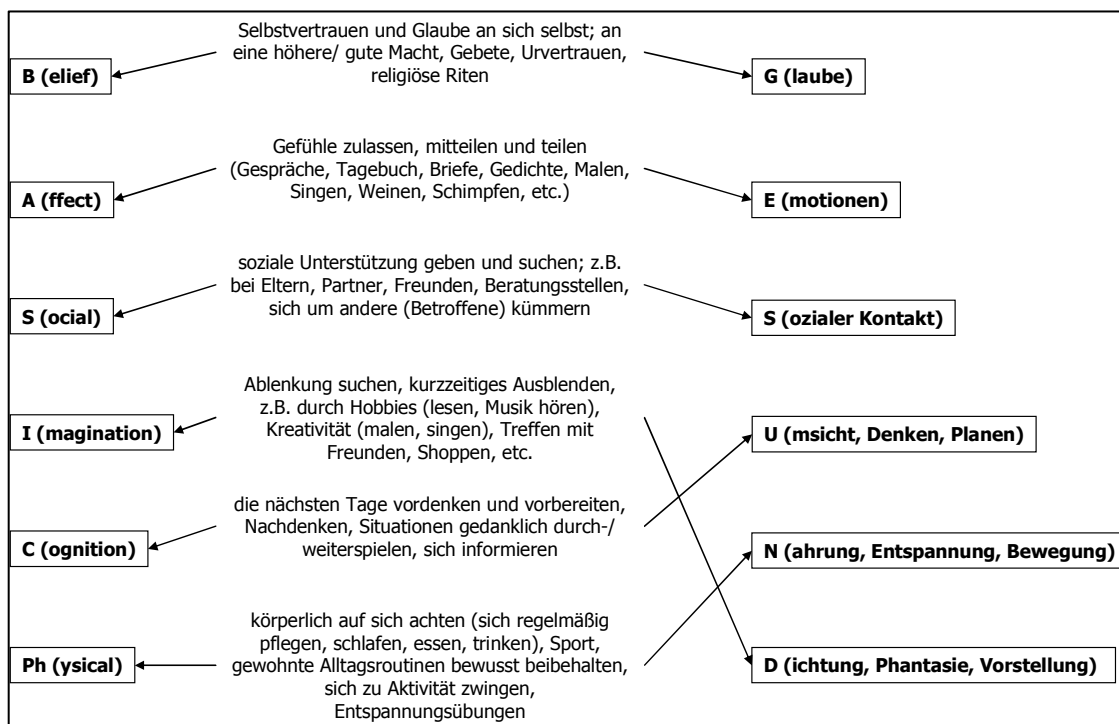 Selbstvertrauen und Glaube an sich selbst; an
eine höhere/ gute Macht, Gebete, Urvertrauen,
religiöse Riten
B (elief)
G (laube)
Gefühle zulassen, mitteilen und teilen
(Gespräche, Tagebuch, Briefe, Gedichte, Malen,
Singen, Weinen, Schimpfen, etc.)
A (ffect)
E (motionen)
soziale Unterstützung geben und suchen; z.B.
bei Eltern, Partner, Freunden, Beratungsstellen,
sich um andere (Betroffene) kümmern
S (ocial)
S (ozialer Kontakt)
Ablenkung suchen, kurzzeitiges Ausblenden,
z.B. durch Hobbies (lesen, Musik hören),
Kreativität (malen, singen), Treffen mit
Freunden, Shoppen, etc.
I (magination)
U (msicht, Denken, Planen)
die nächsten Tage vordenken und vorbereiten,
Nachdenken, Situationen gedanklich durch-/
weiterspielen, sich informieren
C (ognition)
N (ahrung, Entspannung, Bewegung)
körperlich auf sich achten (sich regelmäßig
pflegen, schlafen, essen, trinken), Sport,
gewohnte Alltagsroutinen bewusst beibehalten,
sich zu Aktivität zwingen,
Entspannungsübungen
Ph (ysical)
D (ichtung, Phantasie, Vorstellung)